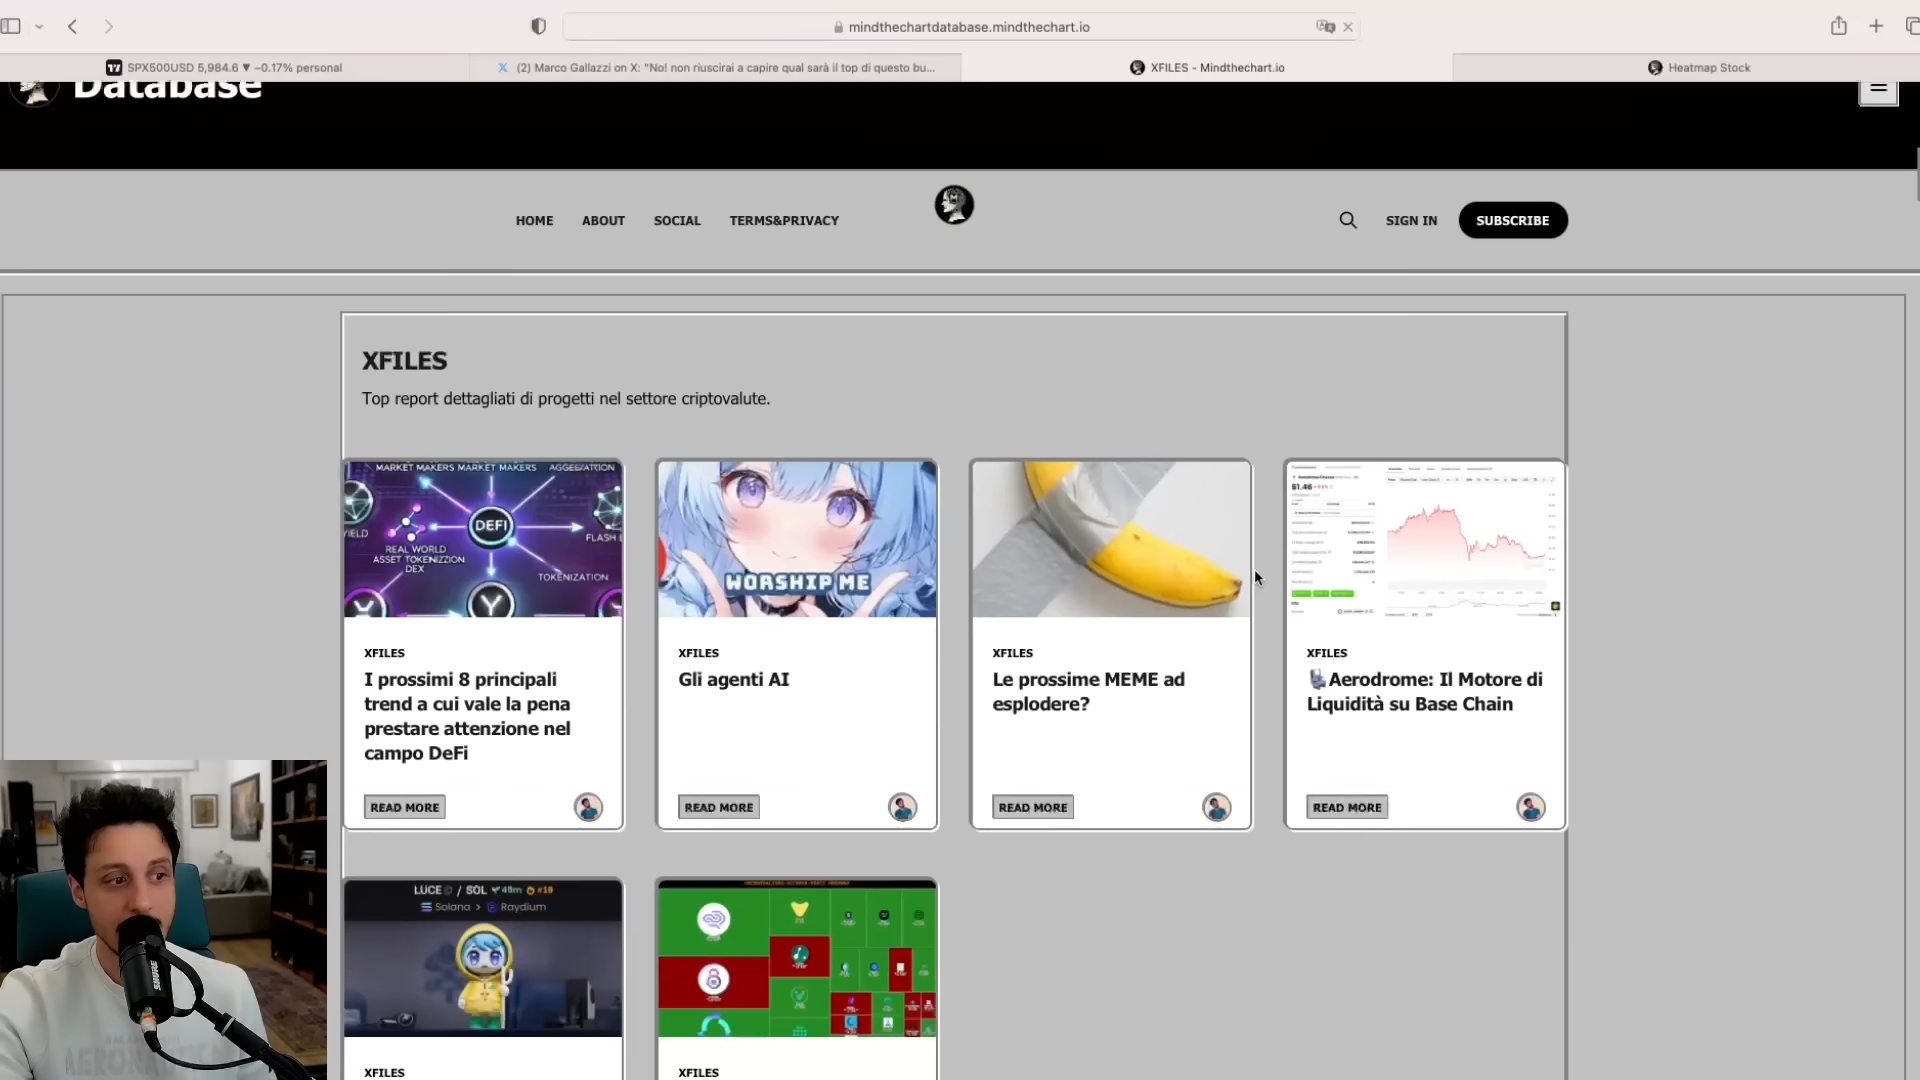 mindthechartdatabase.mindthechart.io
SPX500USD 5,984.6 ▼ −0.17% personal
(2) Marco Gallazzi on X: "No! non riuscirai a capire qual sarà il top di questo bu...
XFILES - Mindthechart.io
Heatmap Stock
Database
HOME
ABOUT
SOCIAL
TERMS&PRIVACY
SIGN IN
SUBSCRIBE
XFILES
Top report dettagliati di progetti nel settore criptovalute.
MARKET MAKERS MARKET MAKERS
DEFI
REAL WORLD
ASSET TOKENIZZION
DEX
TOKENIZATION
WORSHIP ME
$1.46
XFILES
I prossimi 8 principali
trend a cui vale la pena
prestare attenzione nel
campo DeFi
READ MORE
XFILES
Gli agenti AI
READ MORE
XFILES
Le prossime MEME ad
esplodere?
READ MORE
XFILES
Aerodrome: Il Motore di
Liquidità su Base Chain
READ MORE
LUCE / SOL 49m #10
Solana > Raydium
XFILES
XFILES
SHURE